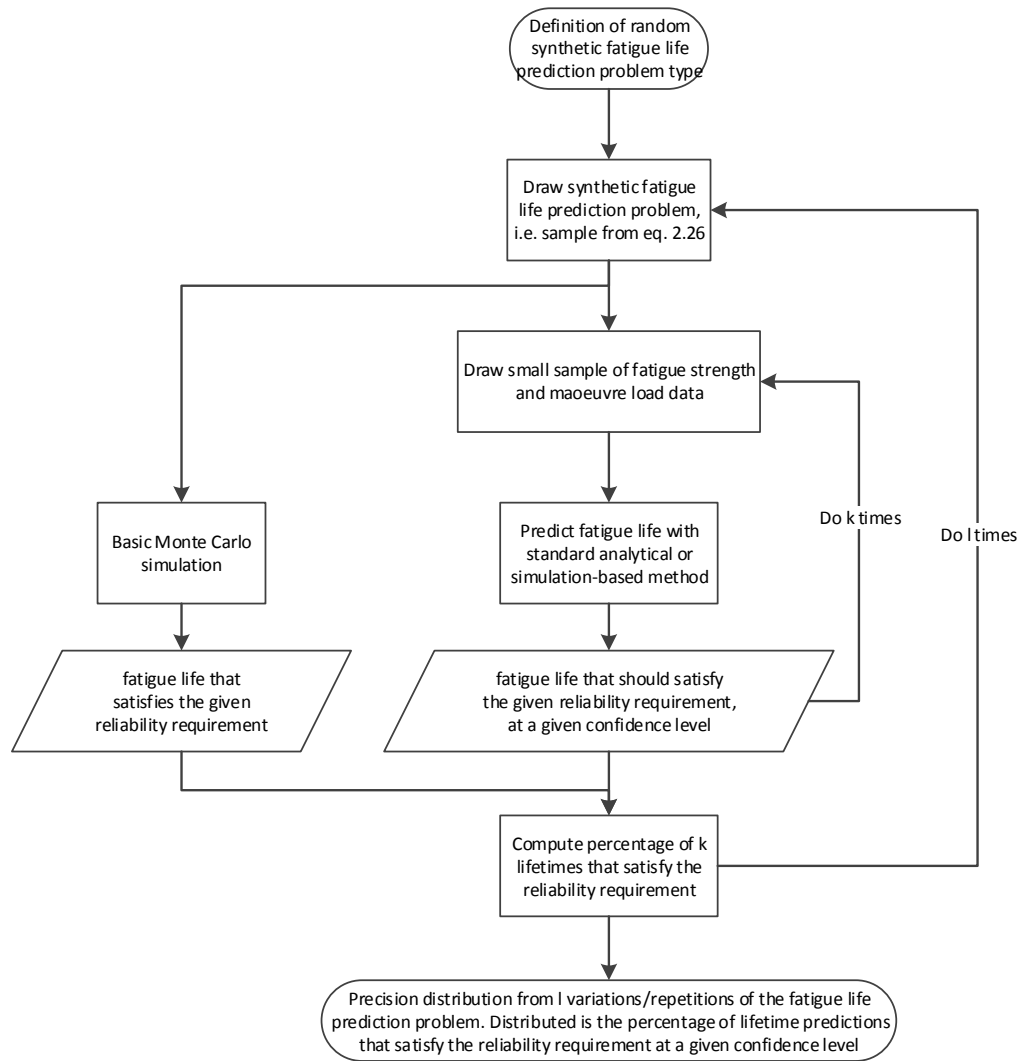 Definition of random
synthetic fatigue life
prediction problem type
Draw synthetic fatigue
life prediction problem,
i.e. sample from eq. 2.26
Draw small sample of fatigue strength
and maoeuvre load data
Basic Monte Carlo
simulation
Predict fatigue life with
standard analytical or
simulation-based method
Do k times
Do l times
fatigue life that
satisfies the given
reliability requirement
fatigue life that should satisfy
the given reliability requirement,
at a given confidence level
Compute percentage of k
lifetimes that satisfy the
reliability requirement
Precision distribution from l variations/repetitions of the fatigue life
prediction problem. Distributed is the percentage of lifetime predictions
that satisfy the reliability requirement at a given confidence level